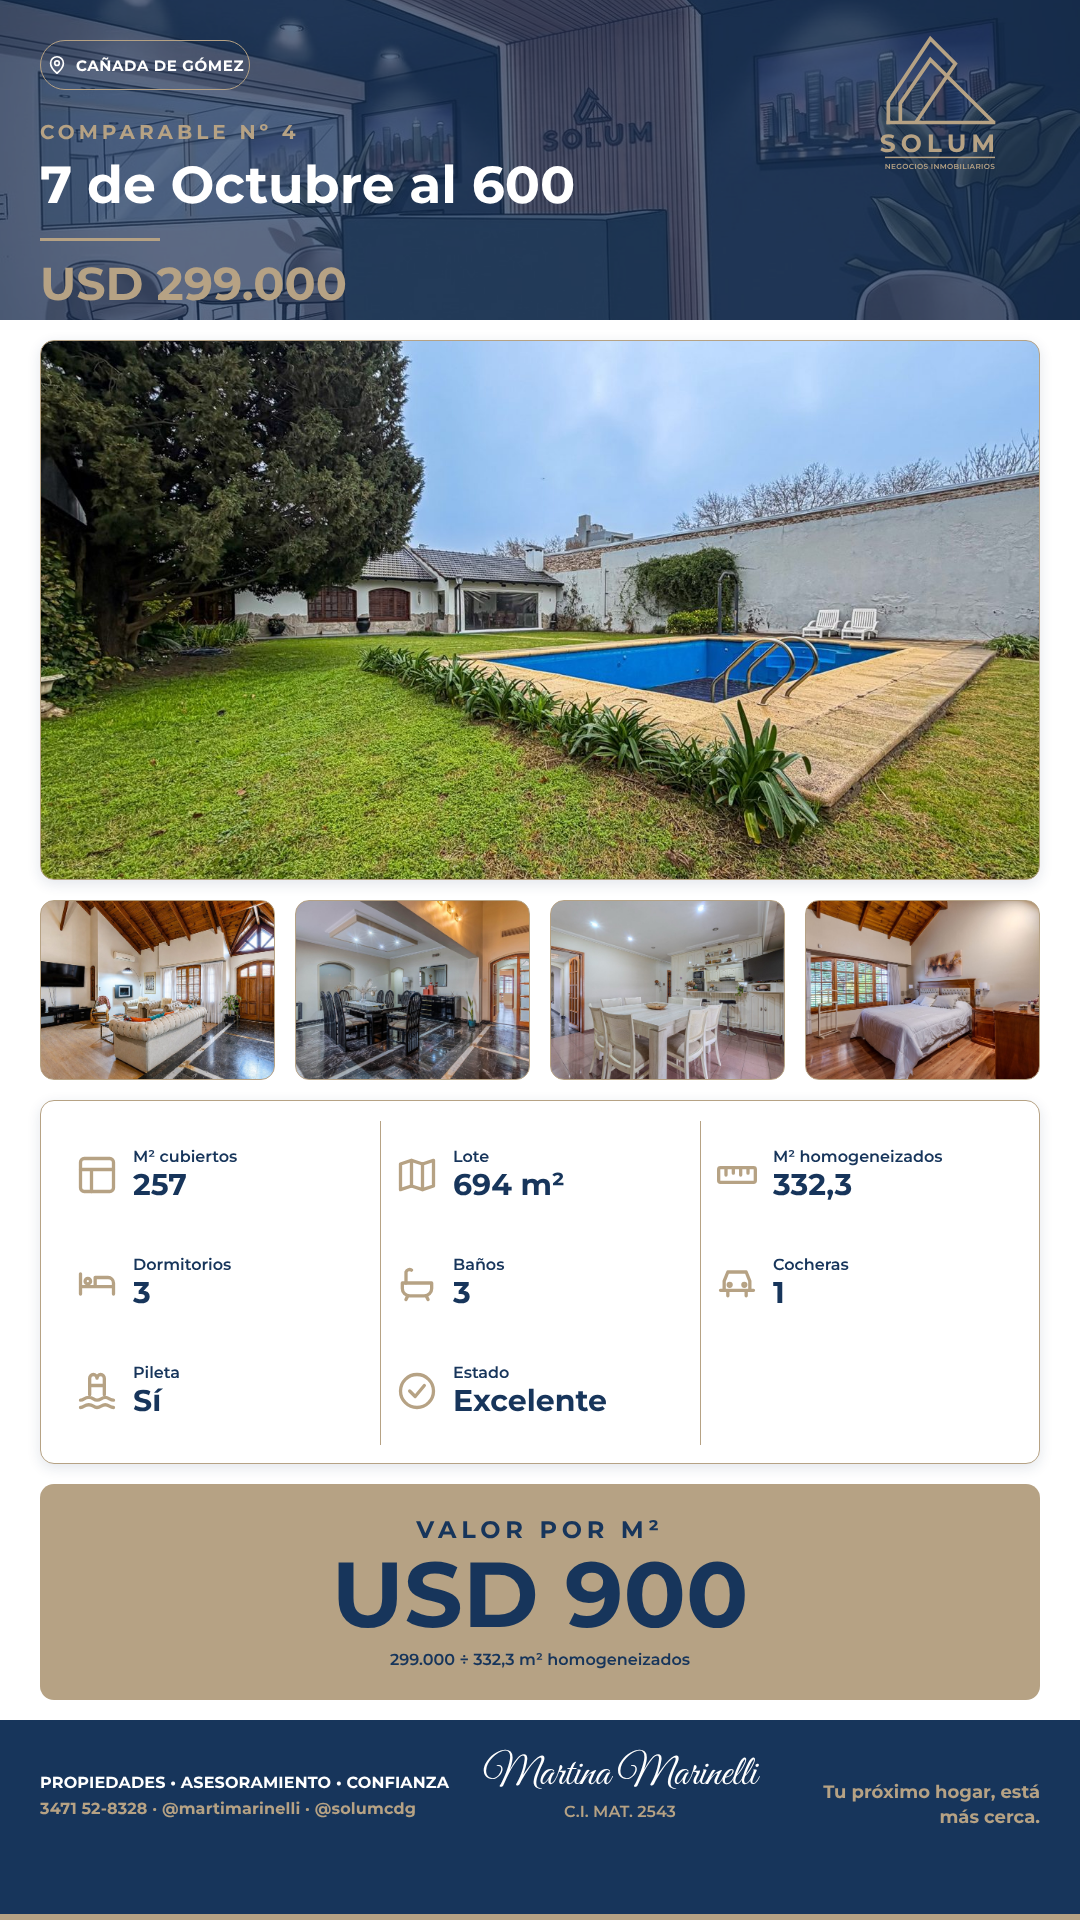 CAÑADA DE GÓMEZ
COMPARABLE Nº 4
7 de Octubre al 600
USD 299.000
SOLUM
SOLUM
NEGOCIOS INMOBILIARIOS
M² cubiertos
257
Lote
694 m²
M² homogeneizados
332,3
Dormitorios
3
Baños
3
Cocheras
1
Pileta
Sí
Estado
Excelente
VALOR POR M²
USD 900
299.000 ÷ 332,3 m² homogeneizados
PROPIEDADES • ASESORAMIENTO • CONFIANZA
3471 52-8328 · @martimarinelli · @solumcdg
Martina Marinelli
C.I. MAT. 2543
Tu próximo hogar, está
más cerca.